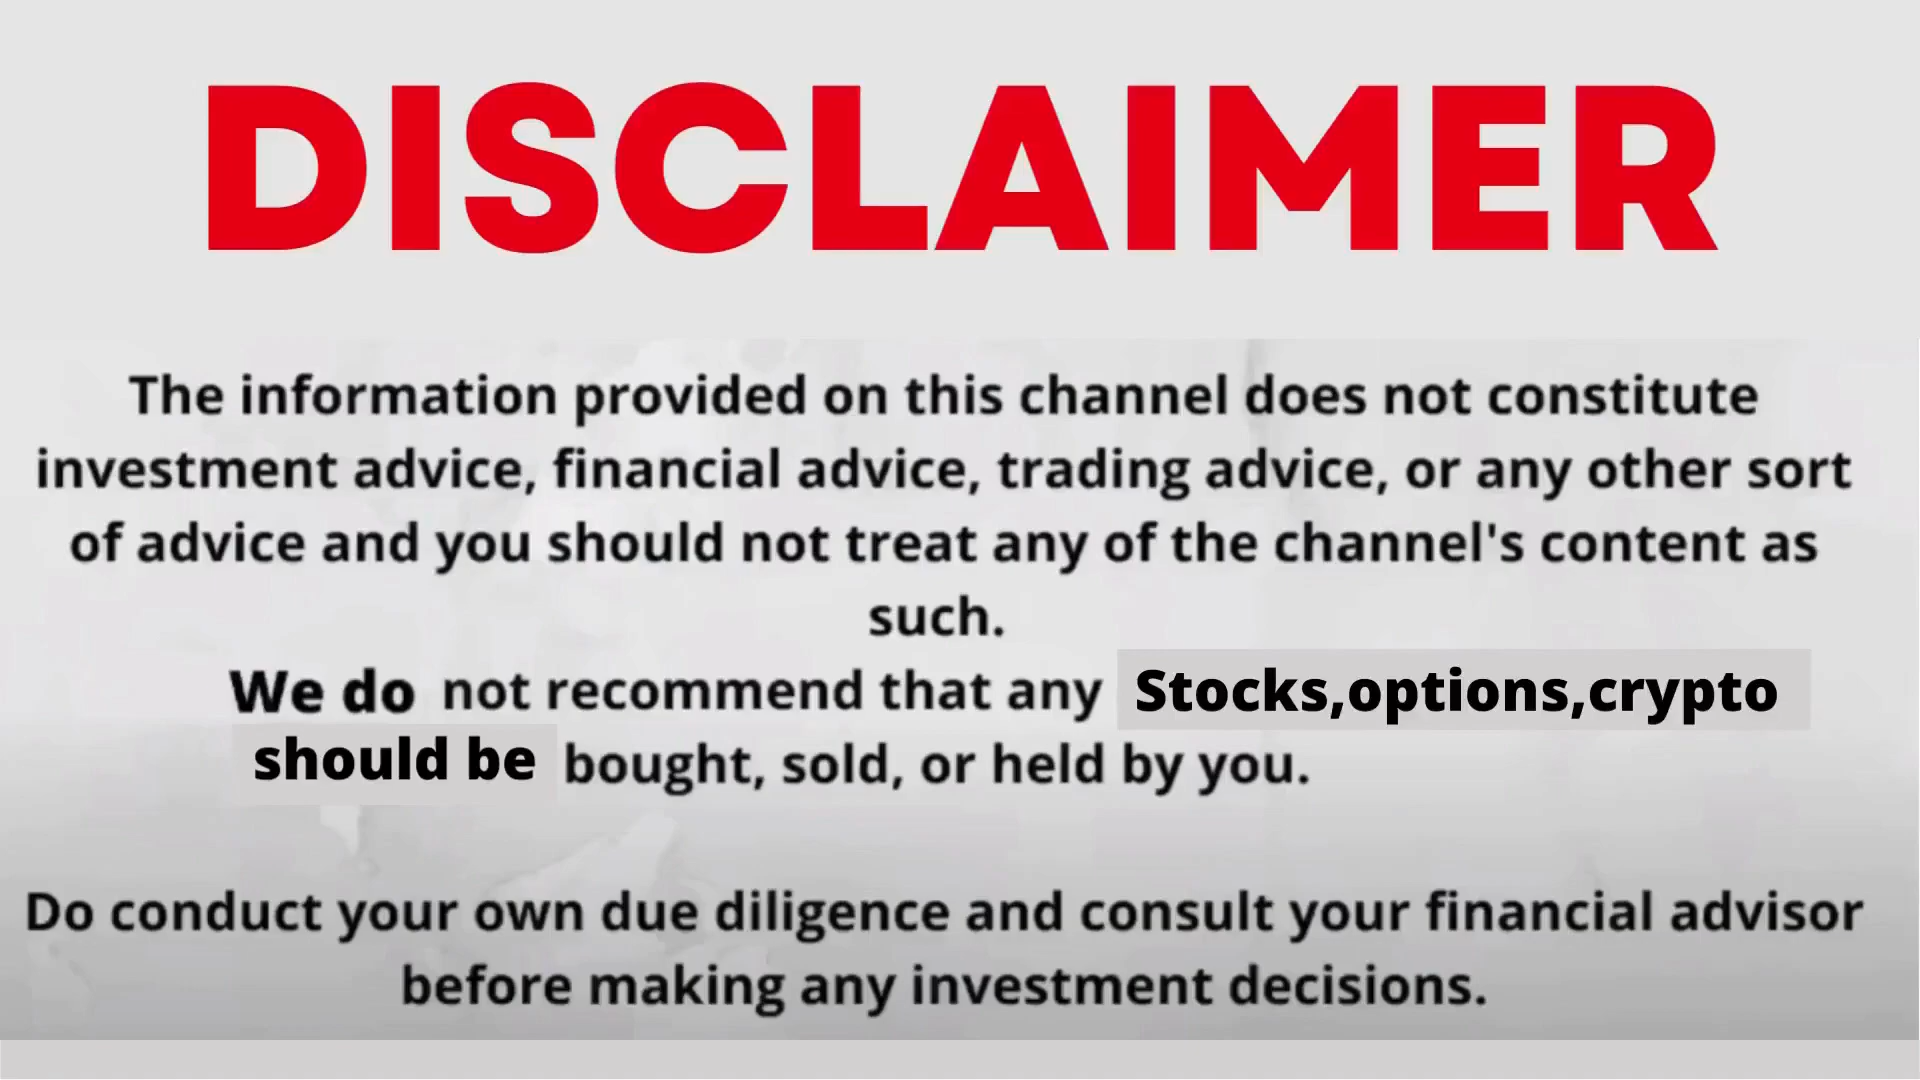 DISCLAIMER
The information provided on this channel does not constitute
investment advice, financial advice, trading advice, or any other sort
of advice and you should not treat any of the channel's content as
such.
We do not recommend that any Stocks,options,crypto
should be bought, sold, or held by you.
Do conduct your own due diligence and consult your financial advisor
before making any investment decisions.